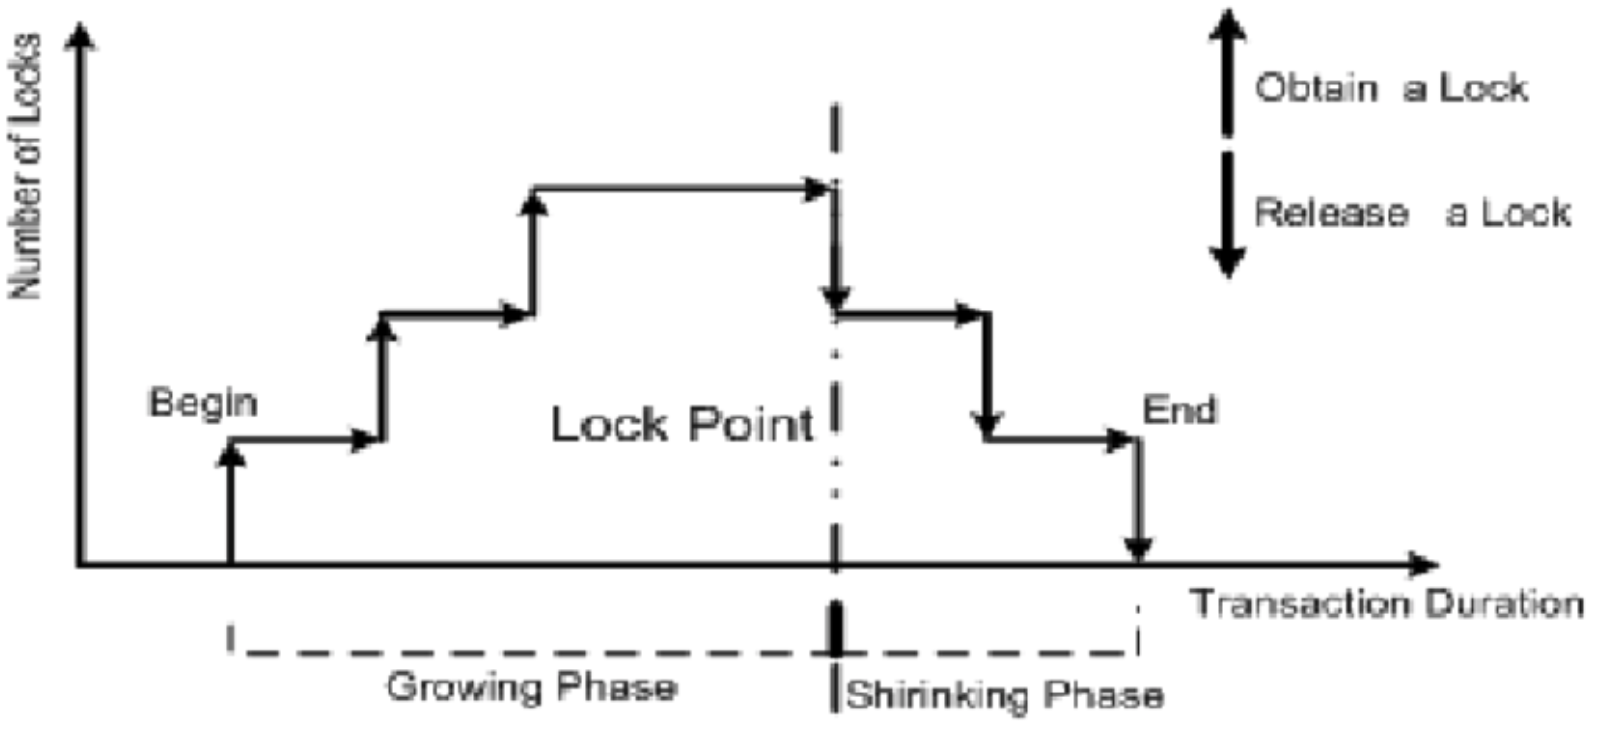 Number of Locks
Obtain a Lock
Release a Lock
Begin
Lock Point
End
Transaction Duration
Growing Phase
Shirinking Phase